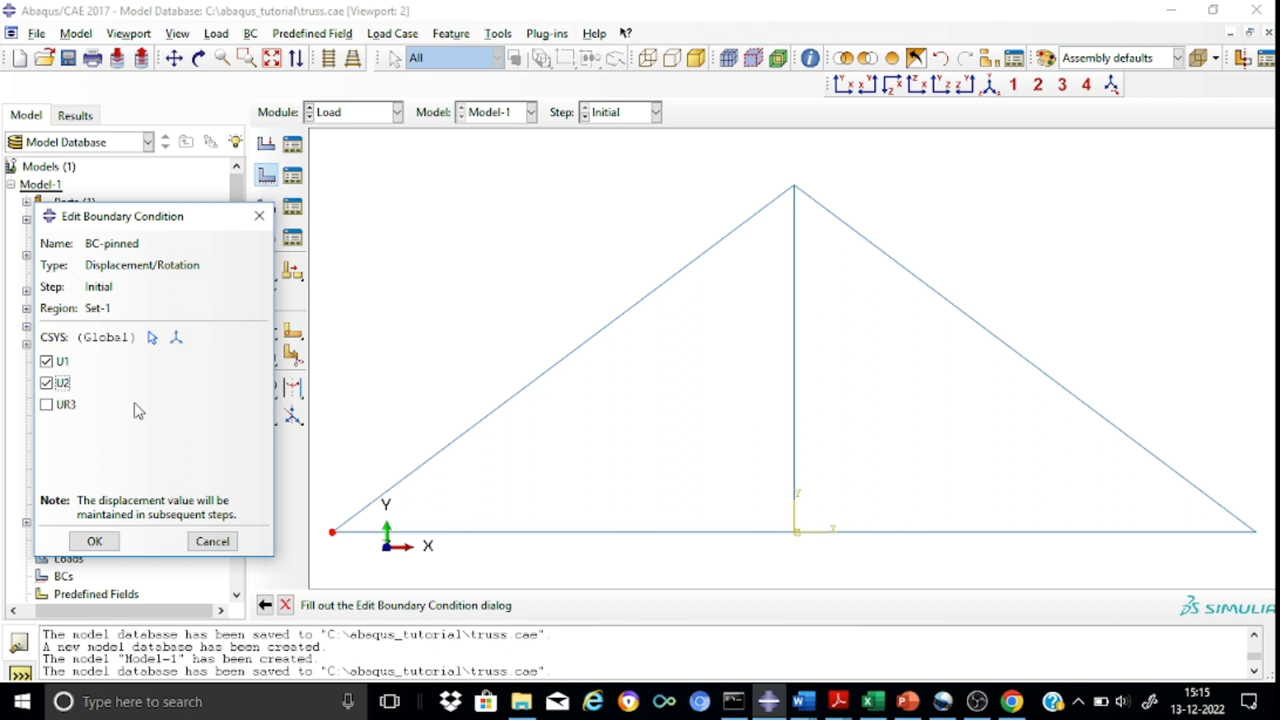 Abaqus/CAE 2017 - Model Database: C:\abaqus_tutorial\truss.cae [Viewport: 2]
File Model Viewport View Load BC Predefined Field Load Case Feature Tools Plug-ins Help
All Assembly defaults
1 2 3 4
Model Results Module: Load Model: Model-1 Step: Initial
Model Database
Models (1)
Model-1
Edit Boundary Condition
Name: BC-pinned
Type: Displacement/Rotation
Step: Initial
Region: Set-1
CSYS: (Global)
U1
U2
UR3
Note: The displacement value will be
maintained in subsequent steps.
OK Cancel
Y
X
Loads
BCs
Predefined Fields
Fill out the Edit Boundary Condition dialog
SIMULIA
The model database has been saved to "C:\abaqus_tutorial\truss.cae".
A new model database has been created.
The model "Model-1" has been created.
The model database has been saved to "C:\abaqus_tutorial\truss.cae".
Type here to search
15:15
13-12-2022